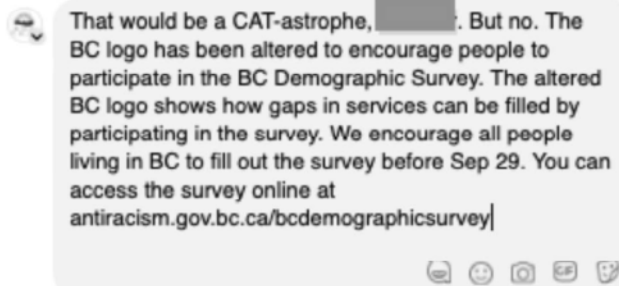 That would be a CAT-astrophe, . But no. The
BC logo has been altered to encourage people to
participate in the BC Demographic Survey. The altered
BC logo shows how gaps in services can be filled by
participating in the survey. We encourage all people
living in BC to fill out the survey before Sep 29. You can
access the survey online at
antiracism.gov.bc.ca/bcdemographicsurvey
GIF